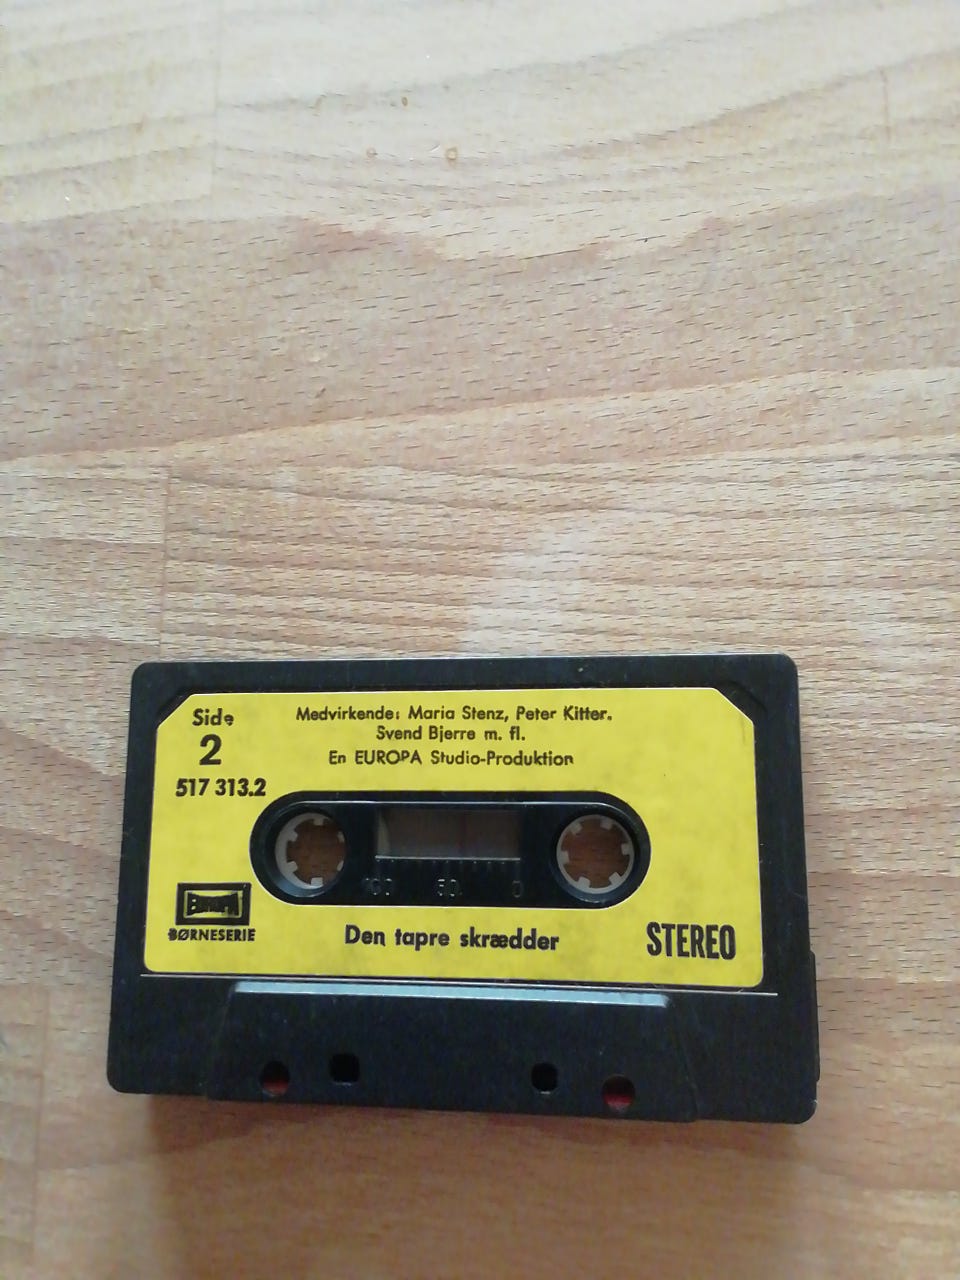 Side
2
517 313.2
Medvirkende: Maria Stenz, Peter Kitter.
Svend Bjerre m. fl.
En EUROPA Studio-Produktion
100 50 0
EUROPA
BØRNESERIE
Den tapre skrædder
STEREO